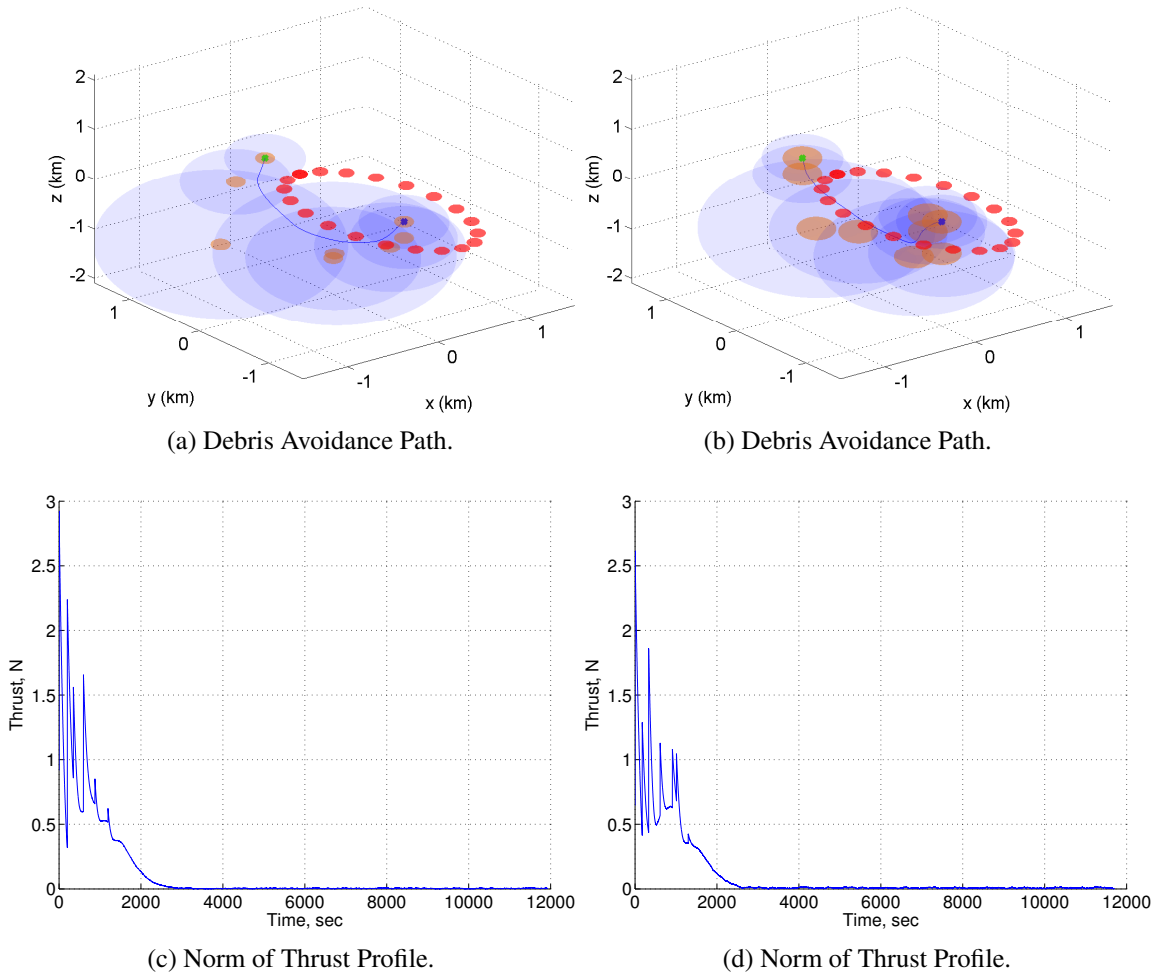 2
1
0
-1
-2
z (km)
1
0
-1
y (km)
-1
0
1
x (km)
(a) Debris Avoidance Path.
2
1
0
-1
-2
z (km)
1
0
-1
y (km)
-1
0
1
x (km)
(b) Debris Avoidance Path.
3
2.5
2
1.5
1
0.5
0
Thrust, N
0 2000 4000 6000 8000 10000 12000
Time, sec
(c) Norm of Thrust Profile.
3
2.5
2
1.5
1
0.5
0
Thrust, N
0 2000 4000 6000 8000 10000 12000
Time, sec
(d) Norm of Thrust Profile.